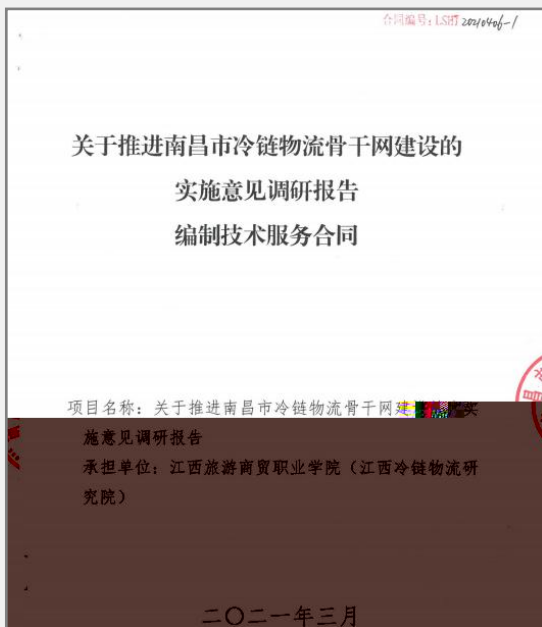 合同编号: LSHT 20210406-1
关于推进南昌市冷链物流骨干网建设的
实施意见调研报告
编制技术服务合同
项目名称: 关于推进南昌市冷链物流骨干网建
施意见调研报告
承担单位: 江西旅游商贸职业学院（江西冷链物流研
究院）
二〇二一年三月